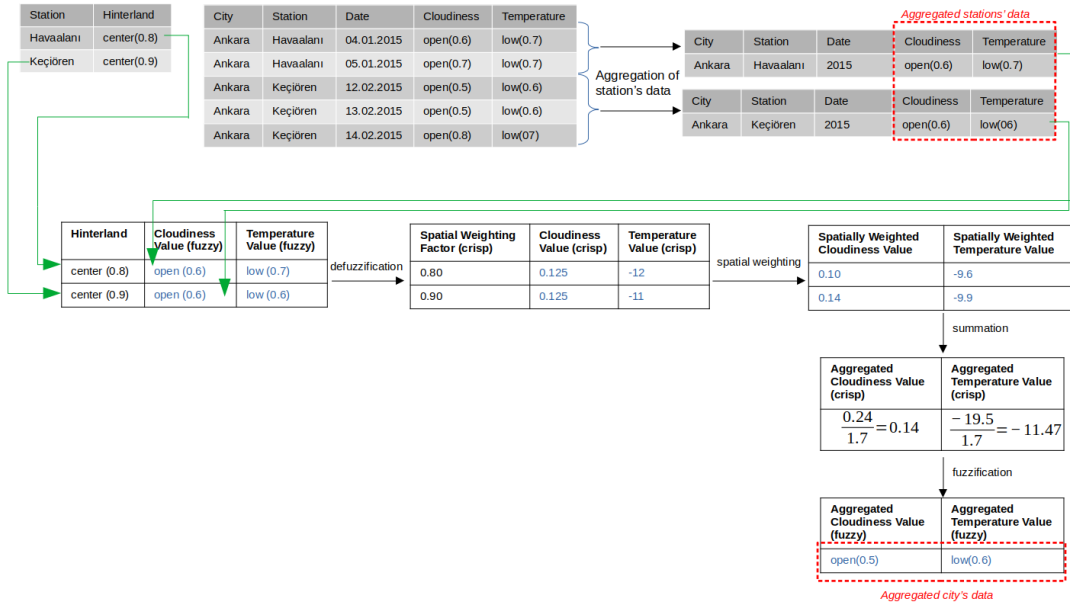 Aggregated stations' data
Station Hinterland
Havaalanı center(0.8)
Keçiören center(0.9)
City Station Date Cloudiness Temperature
Ankara Havaalanı 04.01.2015 open(0.6) low(0.7)
Ankara Havaalanı 05.01.2015 open(0.7) low(0.7)
Ankara Keçiören 12.02.2015 open(0.5) low(0.6)
Ankara Keçiören 13.02.2015 open(0.5) low(0.6)
Ankara Keçiören 14.02.2015 open(0.8) low(07)
Aggregation of
station's data
City Station Date Cloudiness Temperature
Ankara Havaalanı 2015 open(0.6) low(0.7)
City Station Date Cloudiness Temperature
Ankara Keçiören 2015 open(0.6) low(06)
Hinterland Cloudiness Value (fuzzy) Temperature Value (fuzzy)
center (0.8) open (0.6) low (0.7)
center (0.9) open (0.6) low (0.6)
defuzzification
Spatial Weighting Factor (crisp) Cloudiness Value (crisp) Temperature Value (crisp)
0.80 0.125 -12
0.90 0.125 -11
spatial weighting
Spatially Weighted Cloudiness Value Spatially Weighted Temperature Value
0.10 -9.6
0.14 -9.9
summation
Aggregated Cloudiness Value (crisp) Aggregated Temperature Value (crisp)
0.24/1.7=0.14 −19.5/1.7=−11.47
fuzzification
Aggregated Cloudiness Value (fuzzy) Aggregated Temperature Value (fuzzy)
open(0.5) low(0.6)
Aggregated city's data